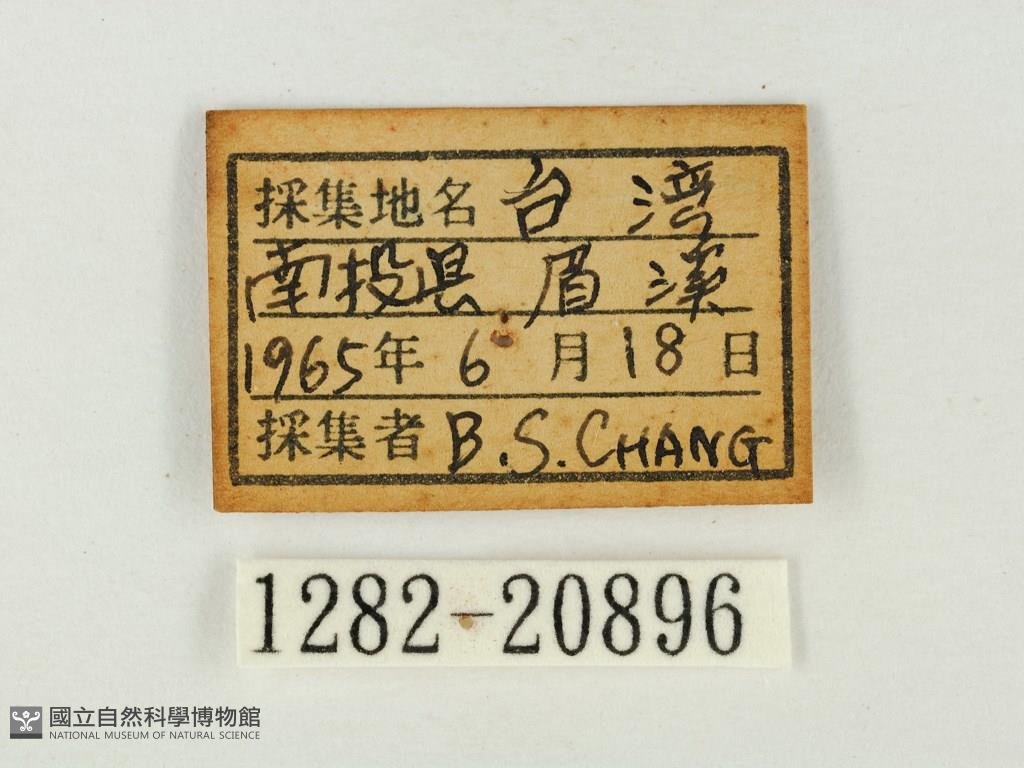 採集地名 台湾
南投県 眉溪
1965年 6 月 18 日
採集者 B.S.CHANG
1282-20896
國立自然科學博物館
NATIONAL MUSEUM OF NATURAL SCIENCE